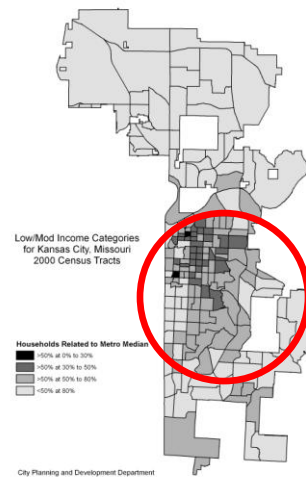 Low/Mod Income Categories
for Kansas City, Missouri
2000 Census Tracts
Households Related to Metro Median
>50% at 0% to 30%
>50% at 30% to 50%
>50% at 50% to 80%
<50% at 80%
City Planning and Development Department